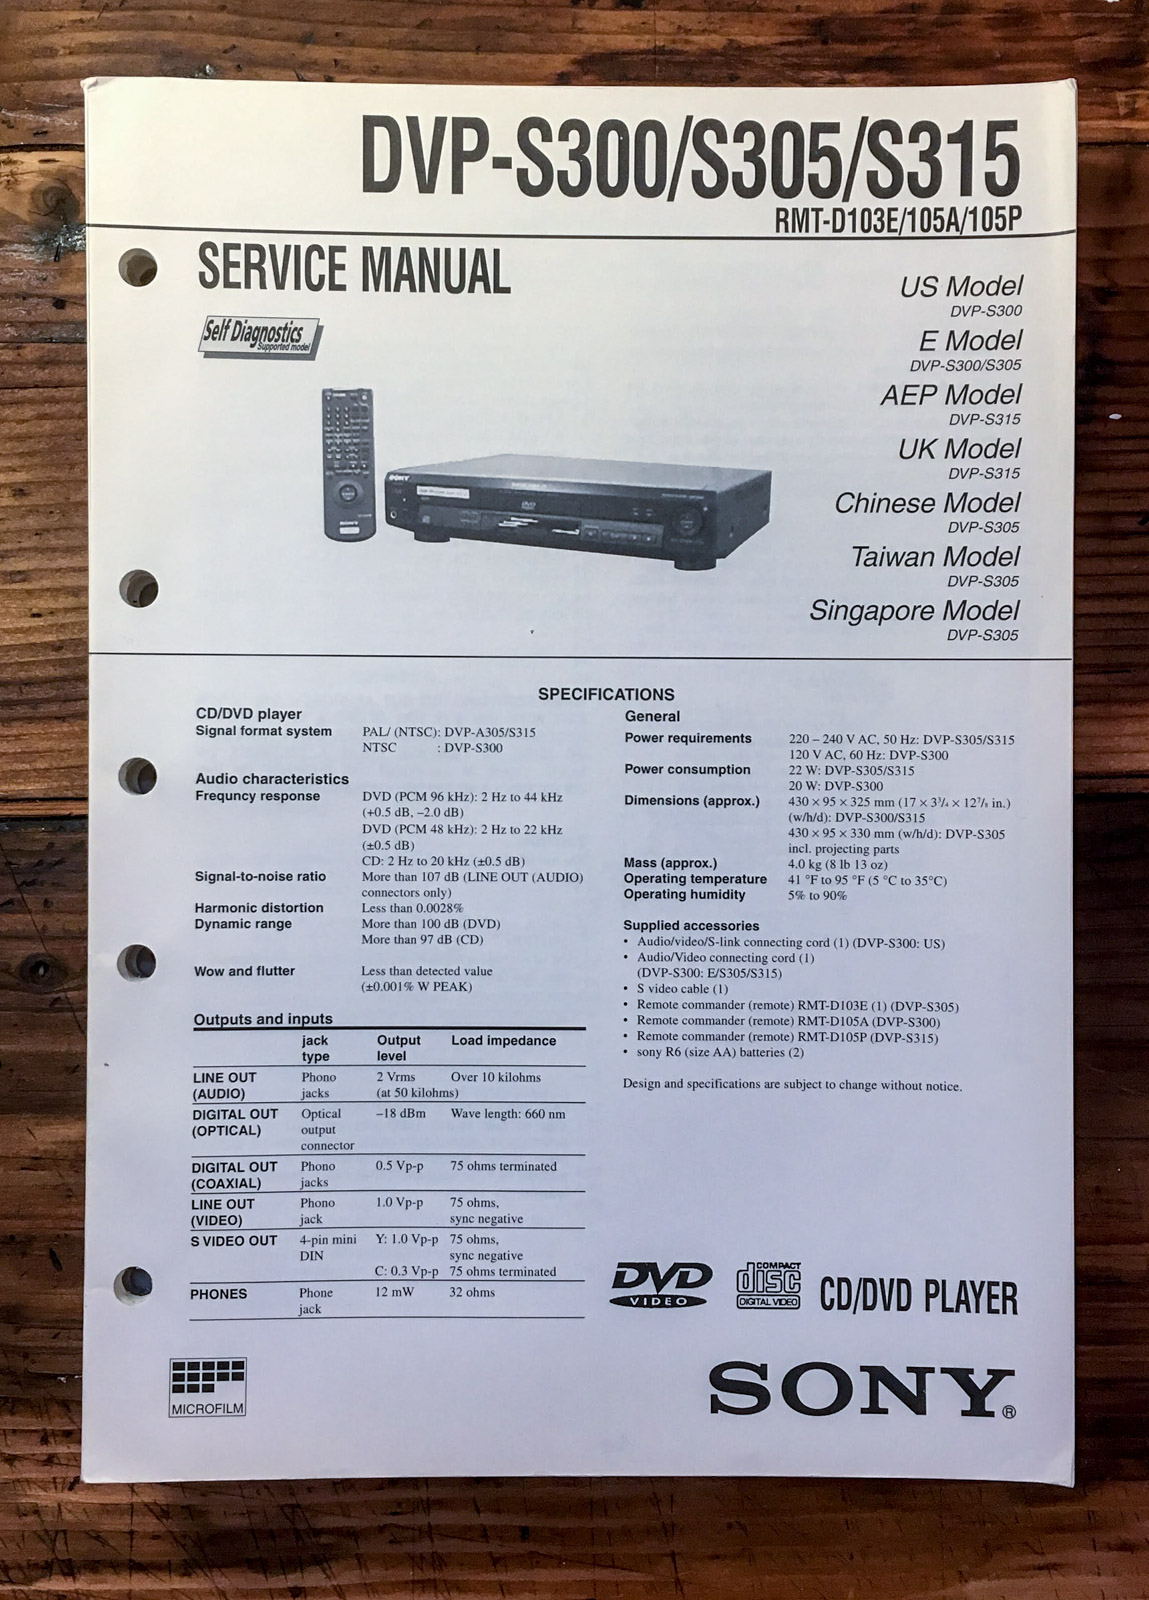 DVP-S300/S305/S315
RMT-D103E/105A/105P
SERVICE MANUAL
Self Diagnostics
Supported model
US Model
DVP-S300
E Model
DVP-S300/S305
AEP Model
DVP-S315
UK Model
DVP-S315
Chinese Model
DVP-S305
Taiwan Model
DVP-S305
Singapore Model
DVP-S305
SONY
SONY
SPECIFICATIONS
CD/DVD player
Signal format system PAL/ (NTSC): DVP-A305/S315
NTSC : DVP-S300
Audio characteristics
Frequncy response DVD (PCM 96 kHz): 2 Hz to 44 kHz
(+0.5 dB, –2.0 dB)
DVD (PCM 48 kHz): 2 Hz to 22 kHz
(±0.5 dB)
CD: 2 Hz to 20 kHz (±0.5 dB)
Signal-to-noise ratio More than 107 dB (LINE OUT (AUDIO)
connectors only)
Harmonic distortion Less than 0.0028%
Dynamic range More than 100 dB (DVD)
More than 97 dB (CD)
Wow and flutter Less than detected value
(±0.001% W PEAK)
Outputs and inputs
jack type Output level Load impedance
LINE OUT (AUDIO) Phono jacks 2 Vrms (at 50 kilohms) Over 10 kilohms
DIGITAL OUT (OPTICAL) Optical output connector –18 dBm Wave length: 660 nm
DIGITAL OUT (COAXIAL) Phono jacks 0.5 Vp-p 75 ohms terminated
LINE OUT (VIDEO) Phono jack 1.0 Vp-p 75 ohms, sync negative
S VIDEO OUT 4-pin mini DIN Y: 1.0 Vp-p 75 ohms, sync negative
C: 0.3 Vp-p 75 ohms terminated
PHONES Phone jack 12 mW 32 ohms
General
Power requirements 220 – 240 V AC, 50 Hz: DVP-S305/S315
120 V AC, 60 Hz: DVP-S300
Power consumption 22 W: DVP-S305/S315
20 W: DVP-S300
Dimensions (approx.) 430 × 95 × 325 mm (17 × 3 3/4 × 12 7/8 in.)
(w/h/d): DVP-S300/S315
430 × 95 × 330 mm (w/h/d): DVP-S305
incl. projecting parts
Mass (approx.) 4.0 kg (8 lb 13 oz)
Operating temperature 41 °F to 95 °F (5 °C to 35°C)
Operating humidity 5% to 90%
Supplied accessories
• Audio/video/S-link connecting cord (1) (DVP-S300: US)
• Audio/Video connecting cord (1)
(DVP-S300: E/S305/S315)
• S video cable (1)
• Remote commander (remote) RMT-D103E (1) (DVP-S305)
• Remote commander (remote) RMT-D105A (DVP-S300)
• Remote commander (remote) RMT-D105P (DVP-S315)
• sony R6 (size AA) batteries (2)
Design and specifications are subject to change without notice.
DVD
VIDEO
COMPACT
disc
DIGITAL VIDEO
CD/DVD PLAYER
MICROFILM
SONY®